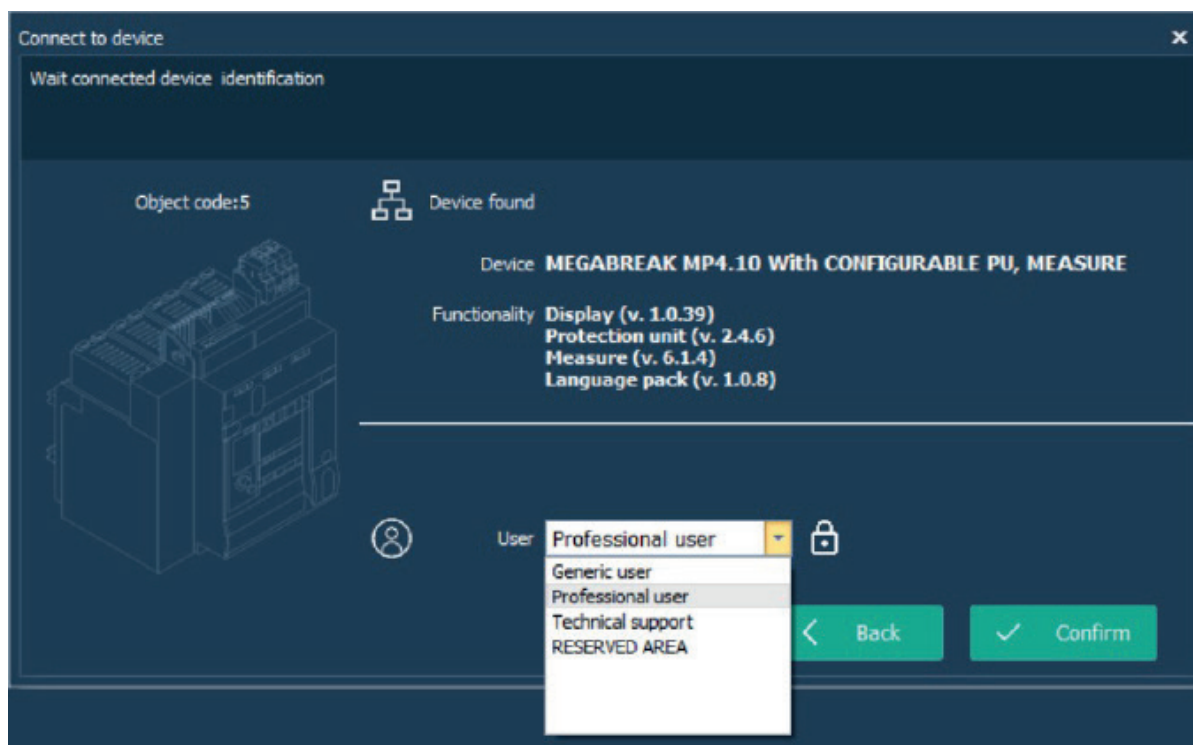 Connect to device
Wait connected device identification
Object code:5
Device found
Device MEGABREAK MP4.10 With CONFIGURABLE PU, MEASURE
Functionality Display (v. 1.0.39)
Protection unit (v. 2.4.6)
Measure (v. 6.1.4)
Language pack (v. 1.0.8)
User Professional user
Generic user
Professional user
Technical support
RESERVED AREA
Back Confirm